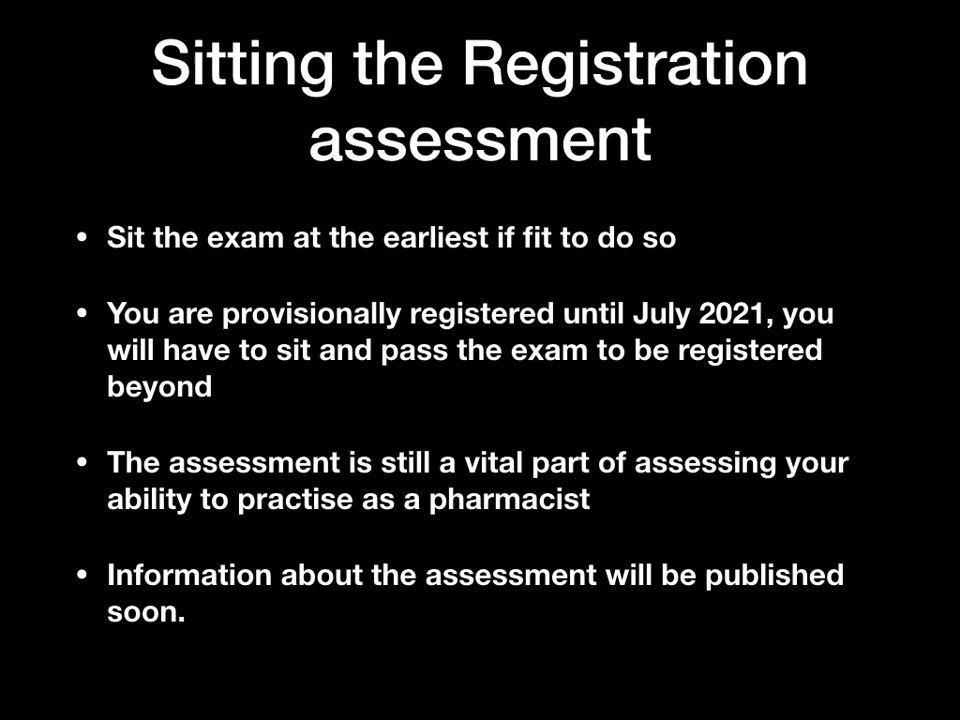 Sitting the Registration
assessment
• Sit the exam at the earliest if fit to do so
• You are provisionally registered until July 2021, you
will have to sit and pass the exam to be registered
beyond
• The assessment is still a vital part of assessing your
ability to practise as a pharmacist
• Information about the assessment will be published
soon.